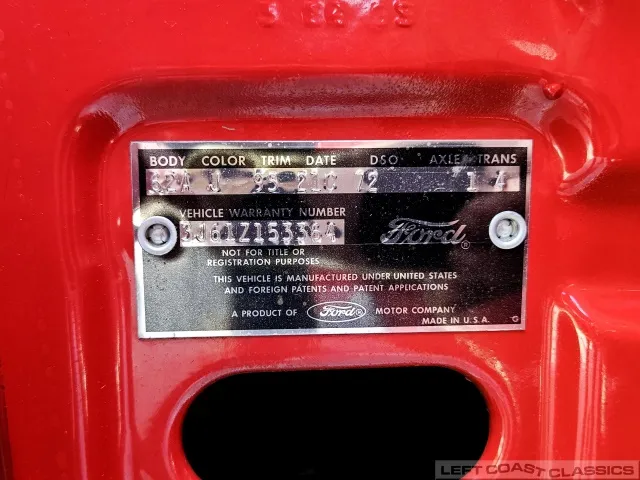 BODY COLOR TRIM DATE DSO AXLE TRANS
62A J 95 21C 72 1 4
VEHICLE WARRANTY NUMBER
3J61Z153384
Ford
NOT FOR TITLE OR
REGISTRATION PURPOSES
THIS VEHICLE IS MANUFACTURED UNDER UNITED STATES
AND FOREIGN PATENTS AND PATENT APPLICATIONS
A PRODUCT OF Ford MOTOR COMPANY
MADE IN U.S.A. G
LEFT COAST CLASSICS